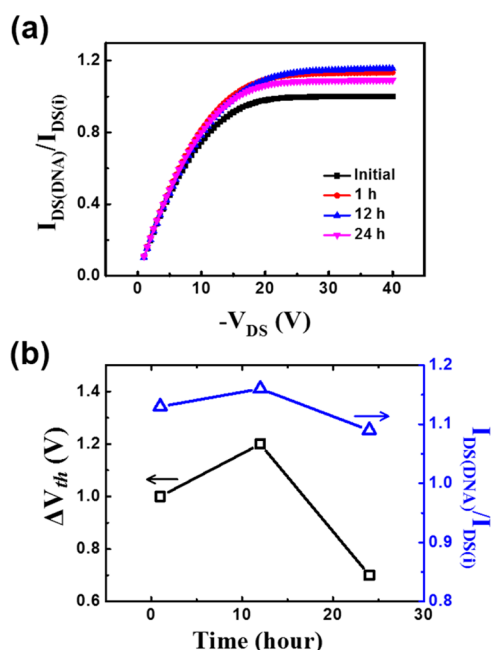 (a)
I_DS(DNA)/I_DS(i)
1.2
0.8
0.4
0.0
Initial
1 h
12 h
24 h
0 10 20 30 40
-V_DS (V)
(b)
ΔV_th (V)
1.4
1.2
1.0
0.8
0.6
1.2
1.1
1.0
0.9
0.8
I_DS(DNA)/I_DS(i)
0 10 20 30
Time (hour)